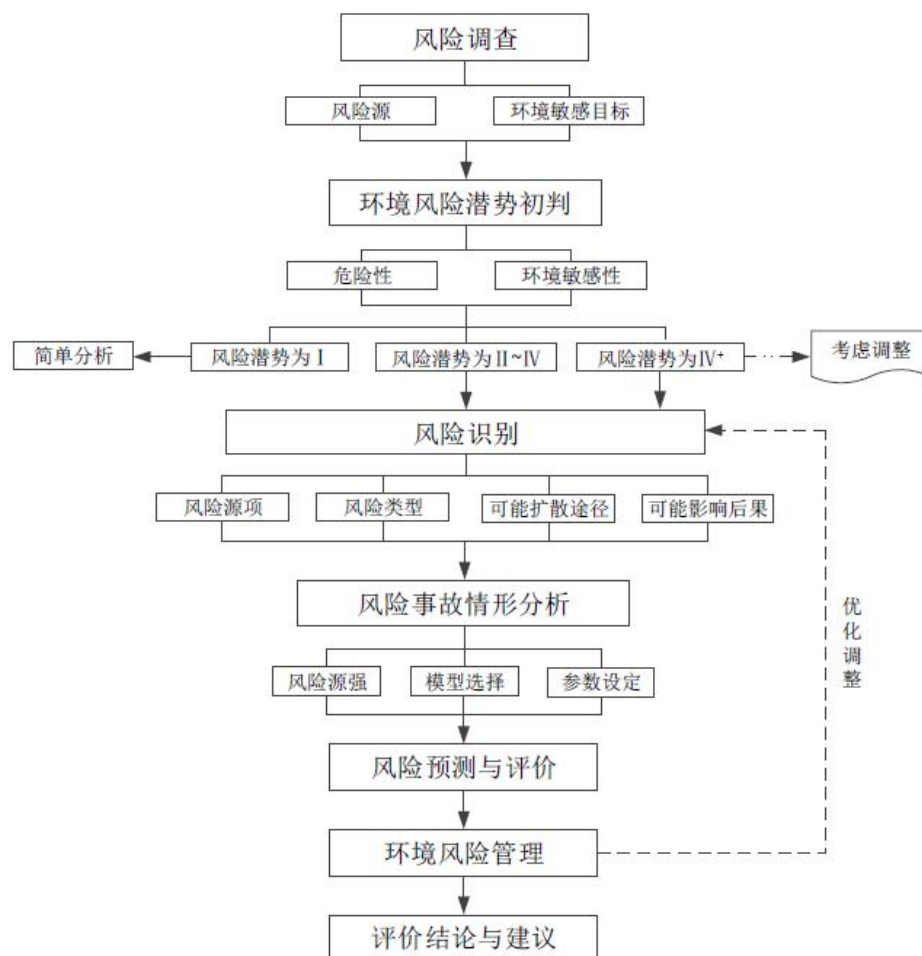 风险调查
风险源
环境敏感目标
环境风险潜势初判
危险性
环境敏感性
简单分析
风险潜势为Ⅰ
风险潜势为Ⅱ~Ⅳ
风险潜势为Ⅳ⁺
考虑调整
风险识别
风险源项
风险类型
可能扩散途径
可能影响后果
风险事故情形分析
优化调整
风险源强
模型选择
参数设定
风险预测与评价
环境风险管理
评价结论与建议